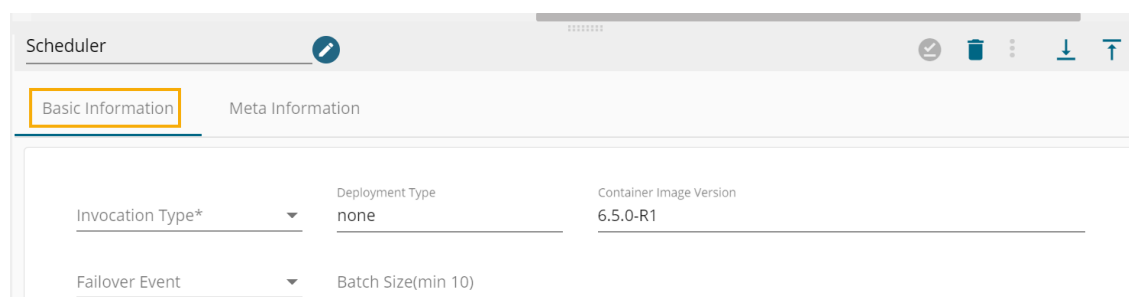 Scheduler
Basic Information Meta Information
Deployment Type Container Image Version
Invocation Type* none 6.5.0-R1
Failover Event Batch Size(min 10)